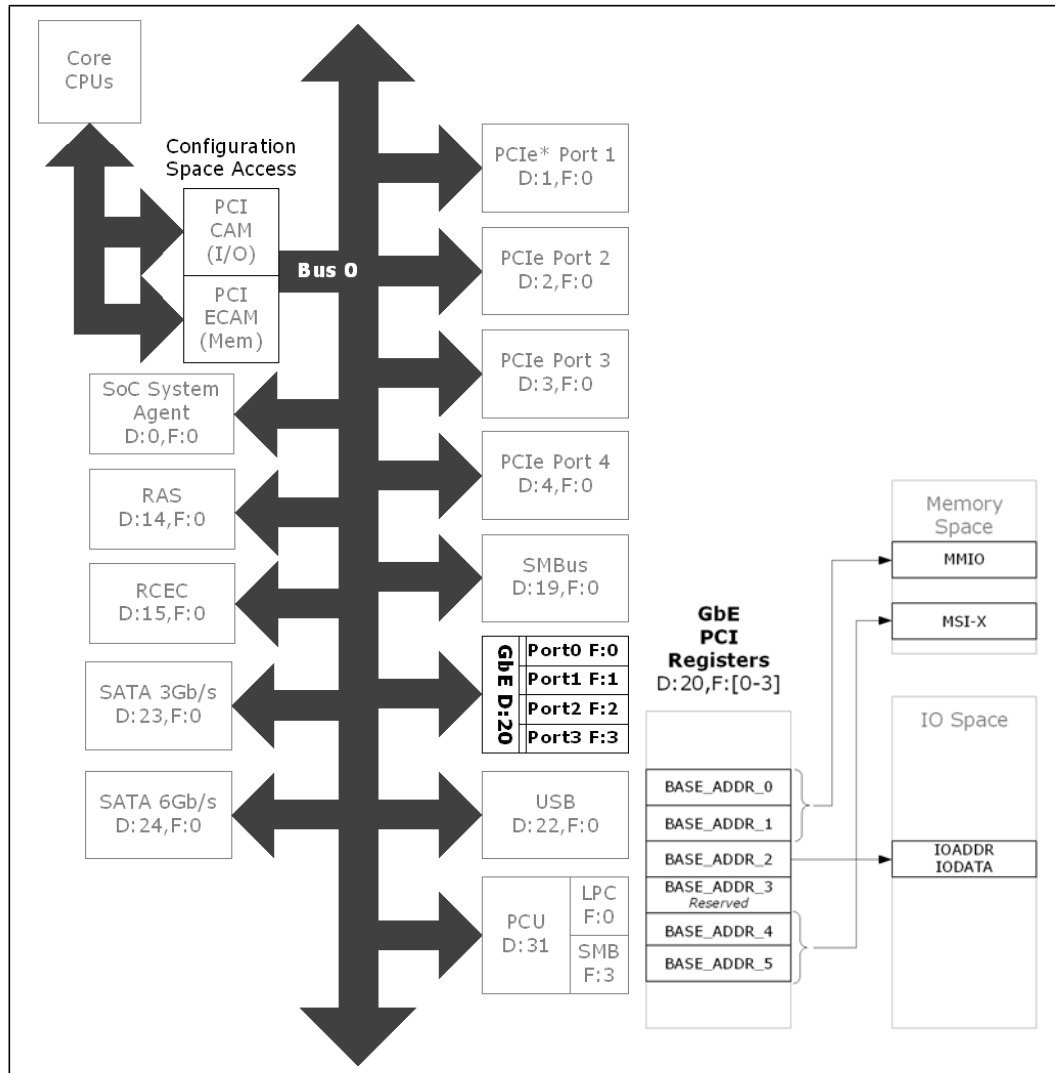 Core
CPUs
Configuration
Space Access
PCI
CAM
(I/O)
PCI
ECAM
(Mem)
Bus 0
SoC System
Agent
D:0,F:0
RAS
D:14,F:0
RCEC
D:15,F:0
SATA 3Gb/s
D:23,F:0
SATA 6Gb/s
D:24,F:0
PCIe* Port 1
D:1,F:0
PCIe Port 2
D:2,F:0
PCIe Port 3
D:3,F:0
PCIe Port 4
D:4,F:0
SMBus
D:19,F:0
GbE D:20
Port0 F:0
Port1 F:1
Port2 F:2
Port3 F:3
USB
D:22,F:0
PCU
D:31
LPC
F:0
SMB
F:3
GbE
PCI
Registers
D:20,F:[0-3]
BASE_ADDR_0
BASE_ADDR_1
BASE_ADDR_2
BASE_ADDR_3
Reserved
BASE_ADDR_4
BASE_ADDR_5
Memory
Space
MMIO
MSI-X
IO Space
IOADDR
IODATA